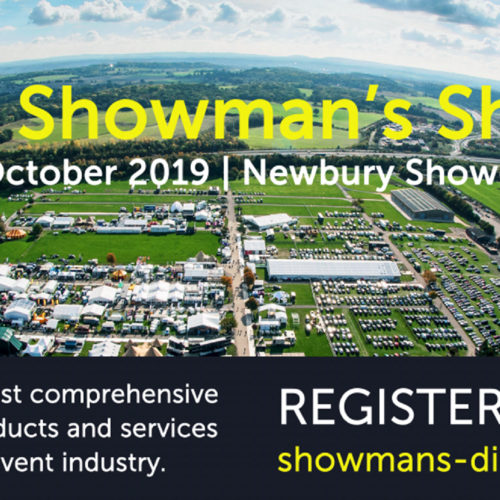 Showman's Sh
October 2019 | Newbury Show
st comprehensive
ducts and services
vent industry.
REGISTER
showmans-di